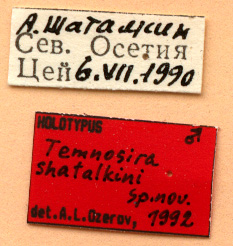 А. Шаталкин
Сев. Осетия
Цей 6.VII.1990
HOLOTYPUS ♂
Temnosira
shatalkini
sp.nov.
det. A.L.Ozerov, 1992